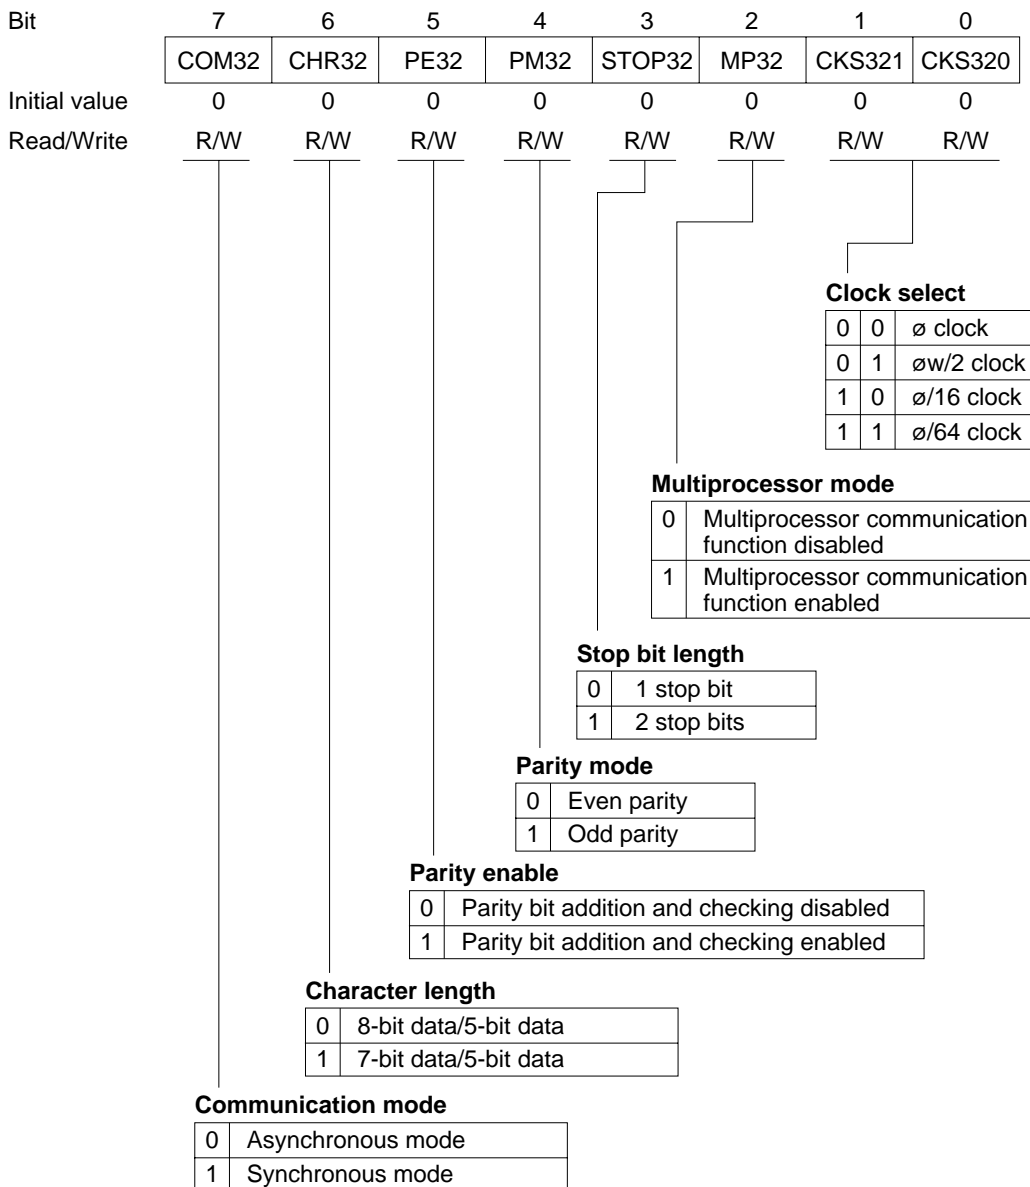 Bit 7 6 5 4 3 2 1 0
COM32 CHR32 PE32 PM32 STOP32 MP32 CKS321 CKS320
Initial value 0 0 0 0 0 0 0 0
Read/Write R/W R/W R/W R/W R/W R/W R/W R/W
Clock select
0 0 ø clock
0 1 øw/2 clock
1 0 ø/16 clock
1 1 ø/64 clock
Multiprocessor mode
0 Multiprocessor communication
function disabled
1 Multiprocessor communication
function enabled
Stop bit length
0 1 stop bit
1 2 stop bits
Parity mode
0 Even parity
1 Odd parity
Parity enable
0 Parity bit addition and checking disabled
1 Parity bit addition and checking enabled
Character length
0 8-bit data/5-bit data
1 7-bit data/5-bit data
Communication mode
0 Asynchronous mode
1 Synchronous mode